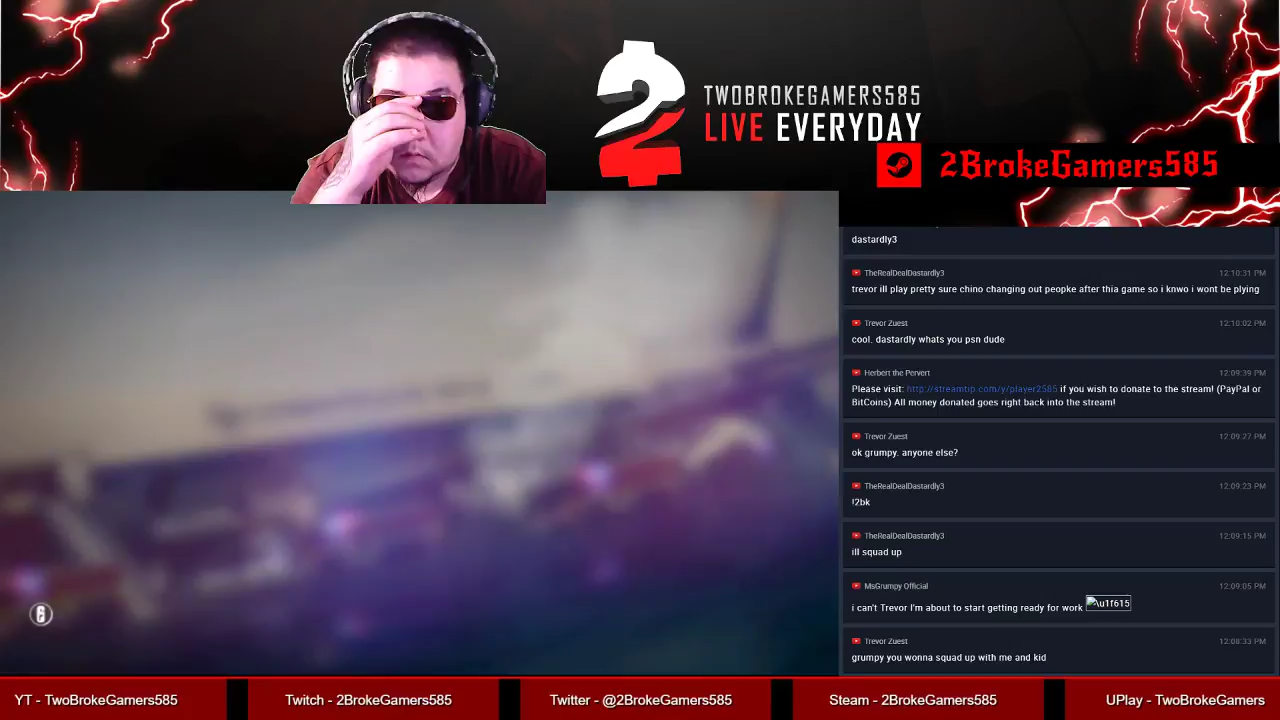 2
TWOBROKEGAMERS585
LIVE EVERYDAY
2BrokeGamers585
dastardly3
TheRealDealDastardly3 12:10:31 PM
trevor ill play pretty sure chino changing out peopke after thia game so i knwo i wont be plying
Trevor Zuest 12:10:02 PM
cool. dastardly whats you psn dude
Herbert the Pervert 12:09:39 PM
Please visit: http://streamtip.com/y/player2585 if you wish to donate to the stream! (PayPal or
BitCoins) All money donated goes right back into the stream!
Trevor Zuest 12:09:27 PM
ok grumpy. anyone else?
TheRealDealDastardly3 12:09:23 PM
!2bk
TheRealDealDastardly3 12:09:15 PM
ill squad up
MsGrumpy Official 12:09:05 PM
i can't Trevor I'm about to start getting ready for work \u1f615
Trevor Zuest 12:08:33 PM
grumpy you wonna squad up with me and kid
6
YT - TwoBrokeGamers585 Twitch - 2BrokeGamers585 Twitter - @2BrokeGamers585 Steam - 2BrokeGamers585 UPlay - TwoBrokeGamers